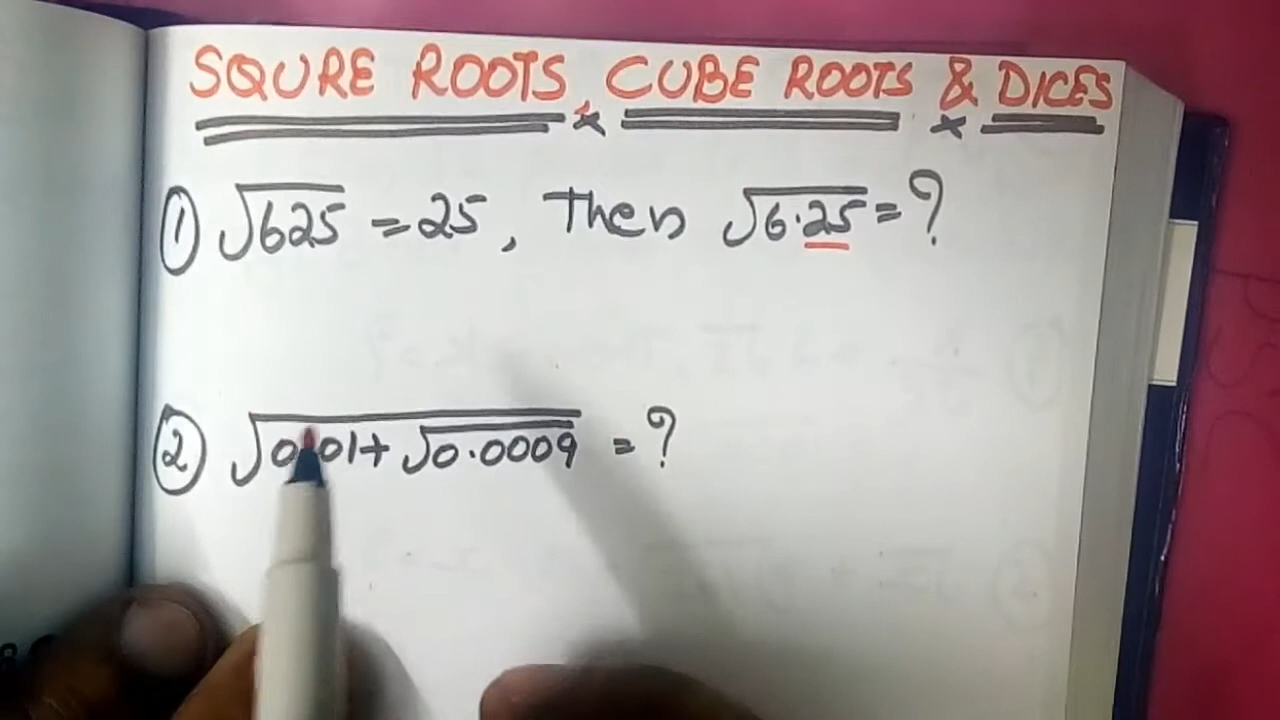 SQURE ROOTS, CUBE ROOTS & DICES
① √625 = 25, Then √6.25 = ?
② √(0.01+√0.0009) = ?